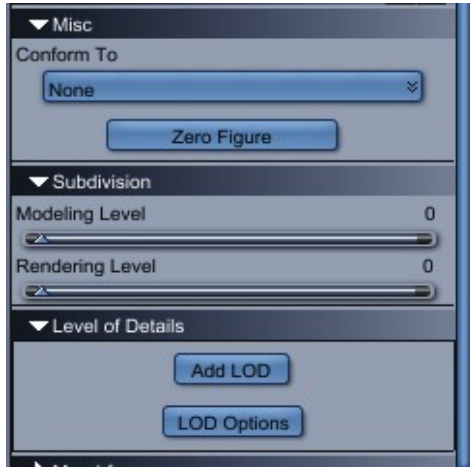 Misc
Conform To
None
Zero Figure
Subdivision
Modeling Level 0
Rendering Level 0
Level of Details
Add LOD
LOD Options